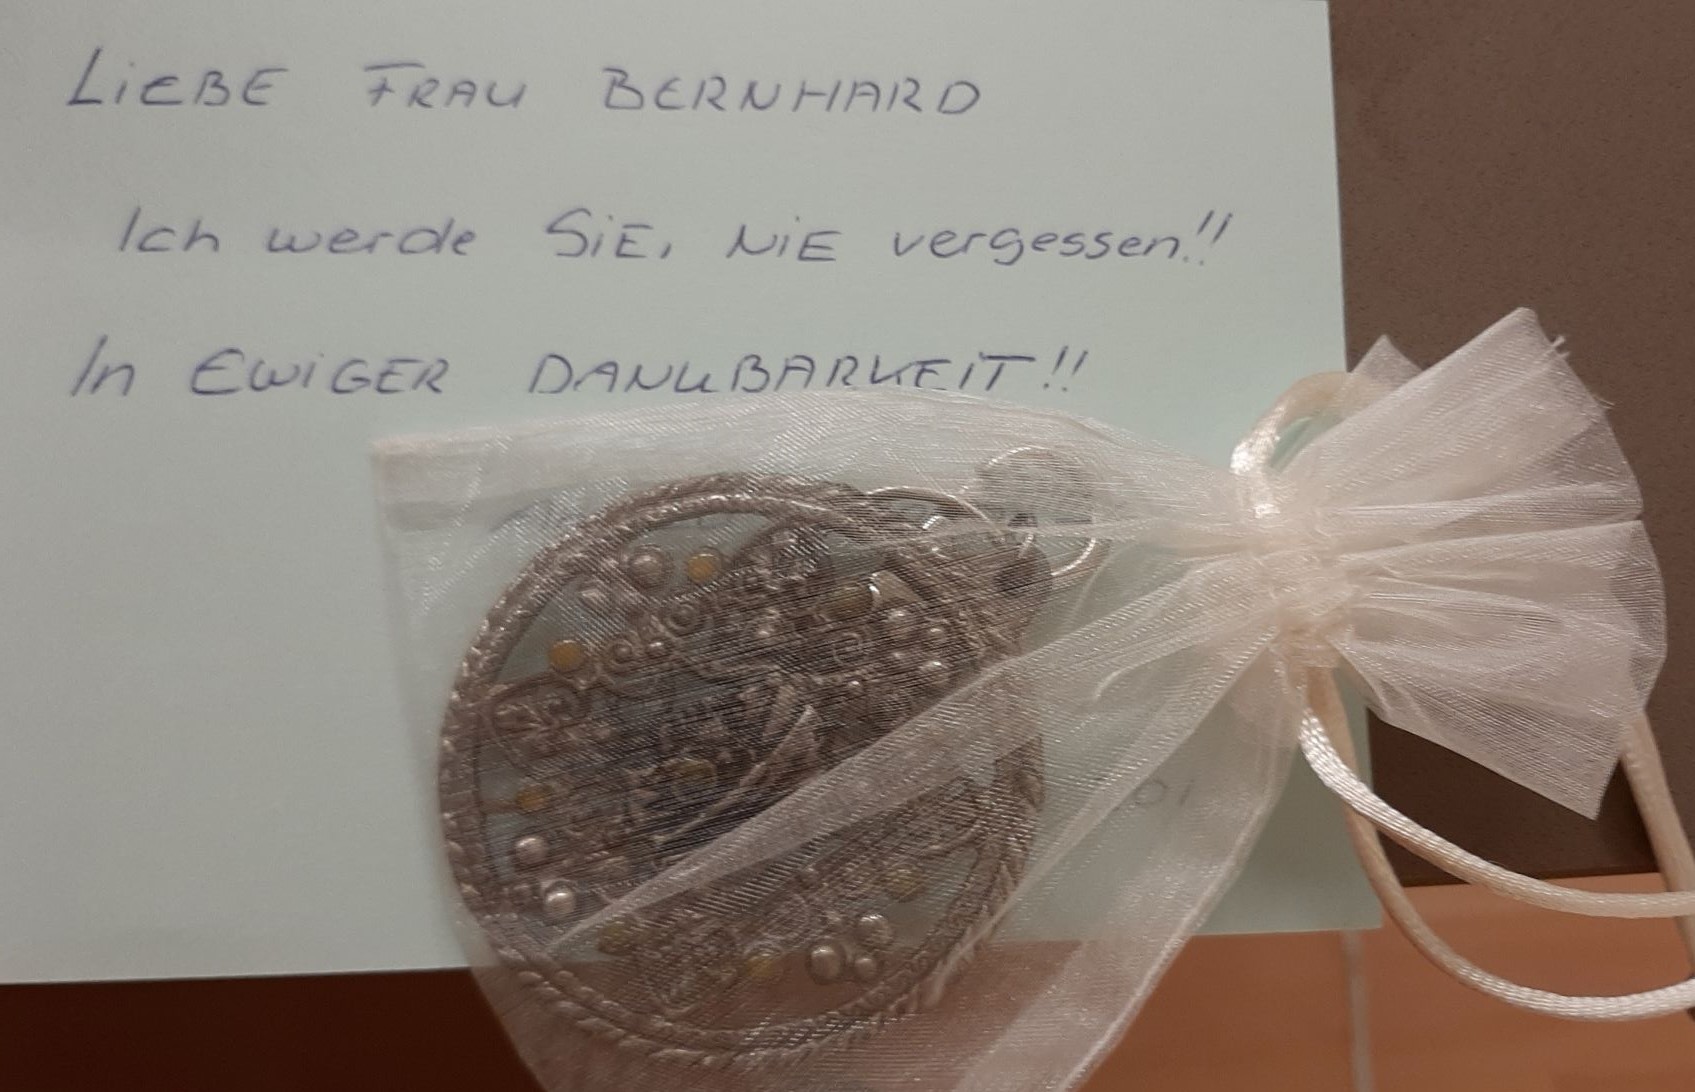 LiEBE FRAU BERNHARD
Ich werde SiE, NiE vergessen!!
In EWiGER DANKBARKEiT!!